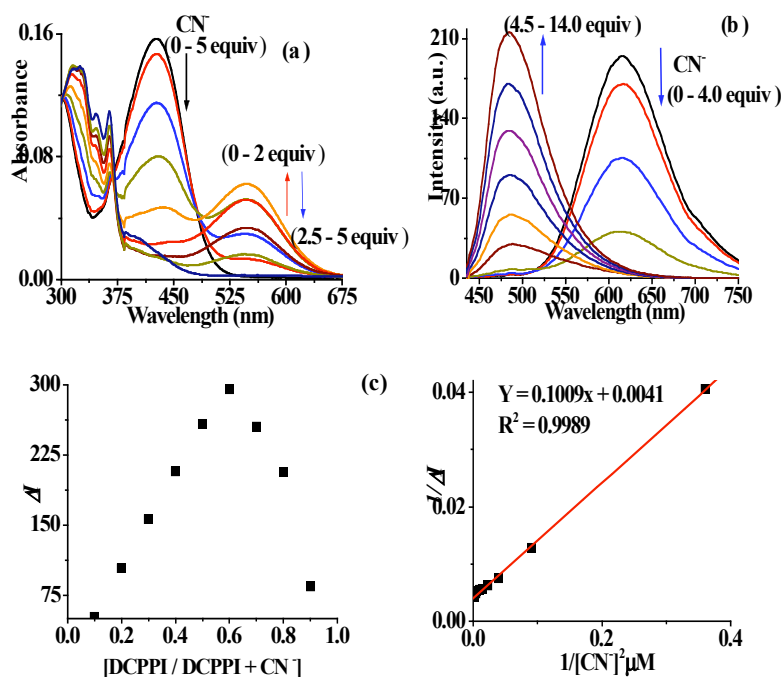 CN⁻
(0 - 5 equiv )
(a)
(0 - 2 equiv)
(2.5 - 5 equiv )
Absorbance
0.16
0.08
0.00
300 375 450 525 600 675
Wavelength (nm)
(4.5 - 14.0 equiv )
(b)
CN⁻
(0 - 4.0 equiv)
Intensity (a.u.)
210
140
70
0
450 500 550 600 650 700 750
Wavelength (nm)
(c)
ΔI
300
225
150
75
0.0 0.2 0.4 0.6 0.8 1.0
[DCPPI / DCPPI + CN⁻]
Y = 0.1009x + 0.0041
R² = 0.9989
1/ΔI
0.04
0.02
0.00
0.0 0.2 0.4
1/[CN⁻]²μM